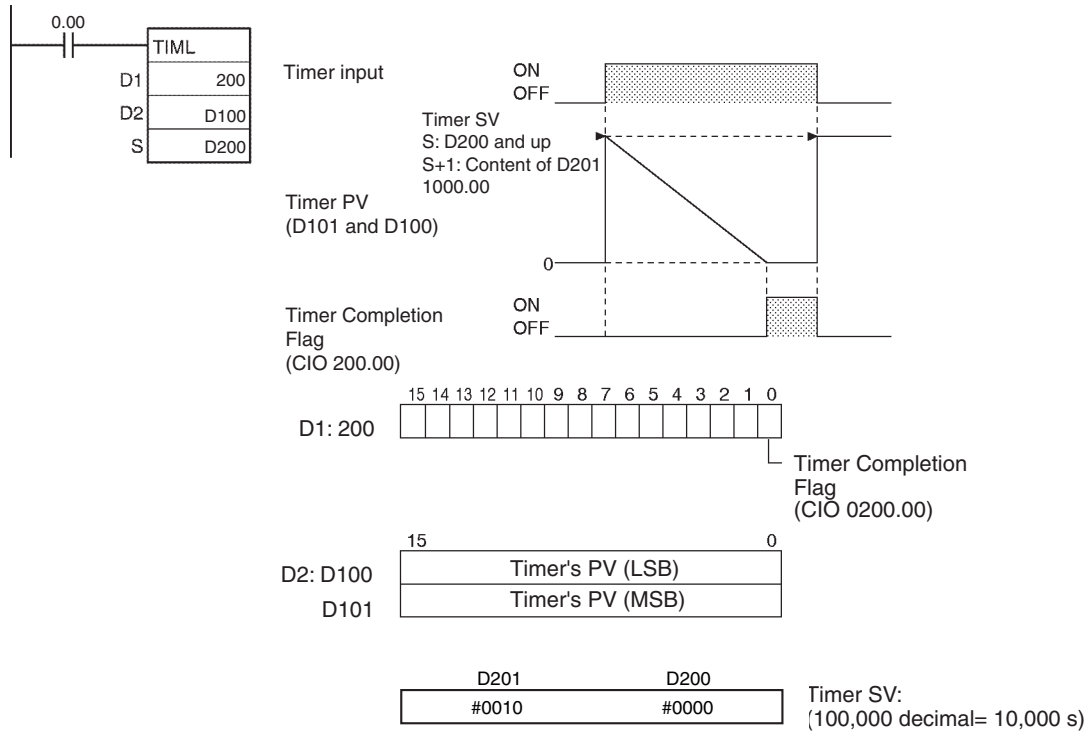 0.00
TIML
D1 200
D2 D100
S D200
Timer input
ON
OFF
Timer SV
S: D200 and up
S+1: Content of D201
1000.00
Timer PV
(D101 and D100)
0
Timer Completion
Flag
(CIO 200.00)
ON
OFF
15 14 13 12 11 10 9 8 7 6 5 4 3 2 1 0
D1: 200
Timer Completion
Flag
(CIO 0200.00)
15 0
D2: D100 Timer's PV (LSB)
D101 Timer's PV (MSB)
D201 D200
#0010 #0000
Timer SV:
(100,000 decimal= 10,000 s)